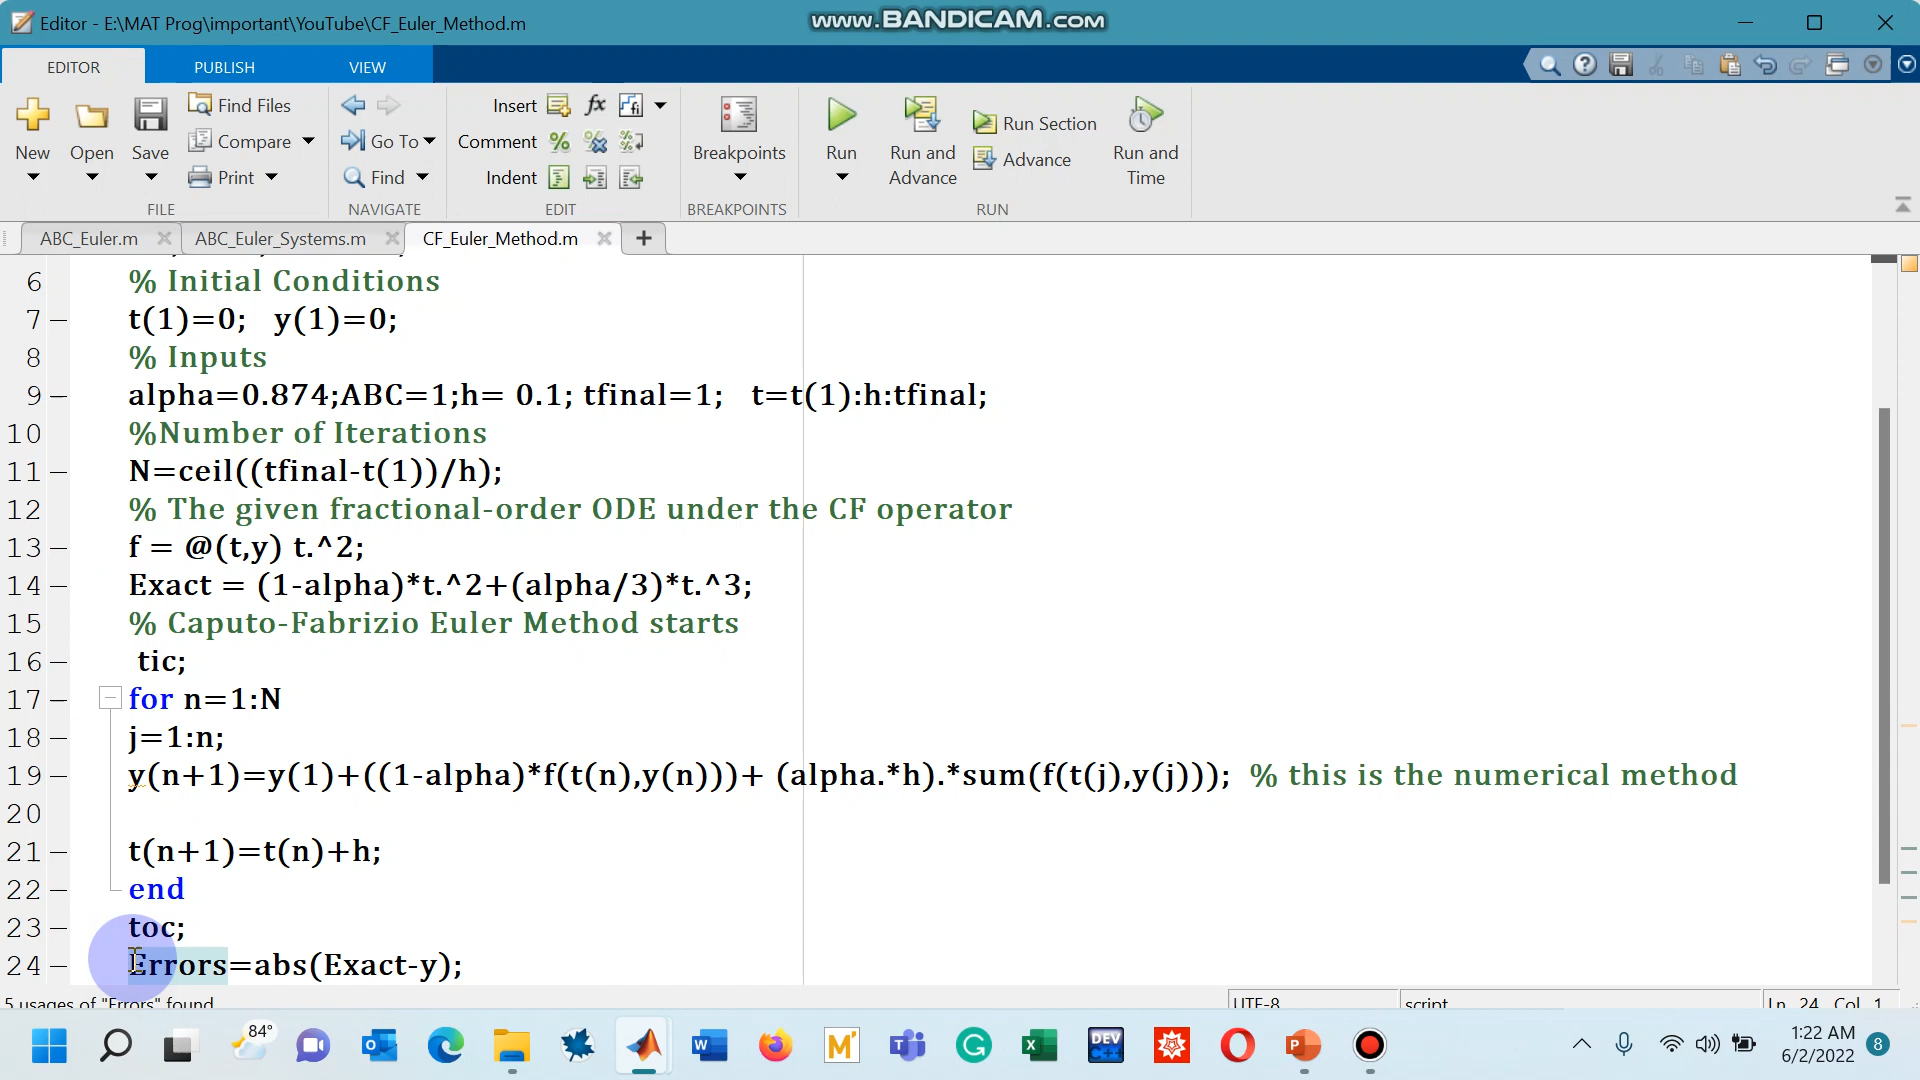 Editor - E:\MAT Prog\important\YouTube\CF_Euler_Method.m
www.BANDICAM.com
EDITOR PUBLISH VIEW
New Open Save Find Files Compare Print
FILE
Go To Find
NAVIGATE
Insert fx
Comment
Indent
EDIT
Breakpoints
BREAKPOINTS
Run Run and Advance Run Section Advance Run and Time
RUN
ABC_Euler.m ABC_Euler_Systems.m CF_Euler_Method.m
6 % Initial Conditions
7 – t(1)=0; y(1)=0;
8 % Inputs
9 – alpha=0.874;ABC=1;h= 0.1; tfinal=1; t=t(1):h:tfinal;
10 %Number of Iterations
11 – N=ceil((tfinal-t(1))/h);
12 % The given fractional-order ODE under the CF operator
13 – f = @(t,y) t.^2;
14 – Exact = (1-alpha)*t.^2+(alpha/3)*t.^3;
15 % Caputo-Fabrizio Euler Method starts
16 – tic;
17 – for n=1:N
18 – j=1:n;
19 – y(n+1)=y(1)+((1-alpha)*f(t(n),y(n)))+ (alpha.*h).*sum(f(t(j),y(j))); % this is the numerical method
20
21 – t(n+1)=t(n)+h;
22 – end
23 – toc;
24 – Errors=abs(Exact-y);
5 usages of "Errors" found UTF-8 script Ln 24 Col 1
84°
DEV C++
1:22 AM
6/2/2022
8